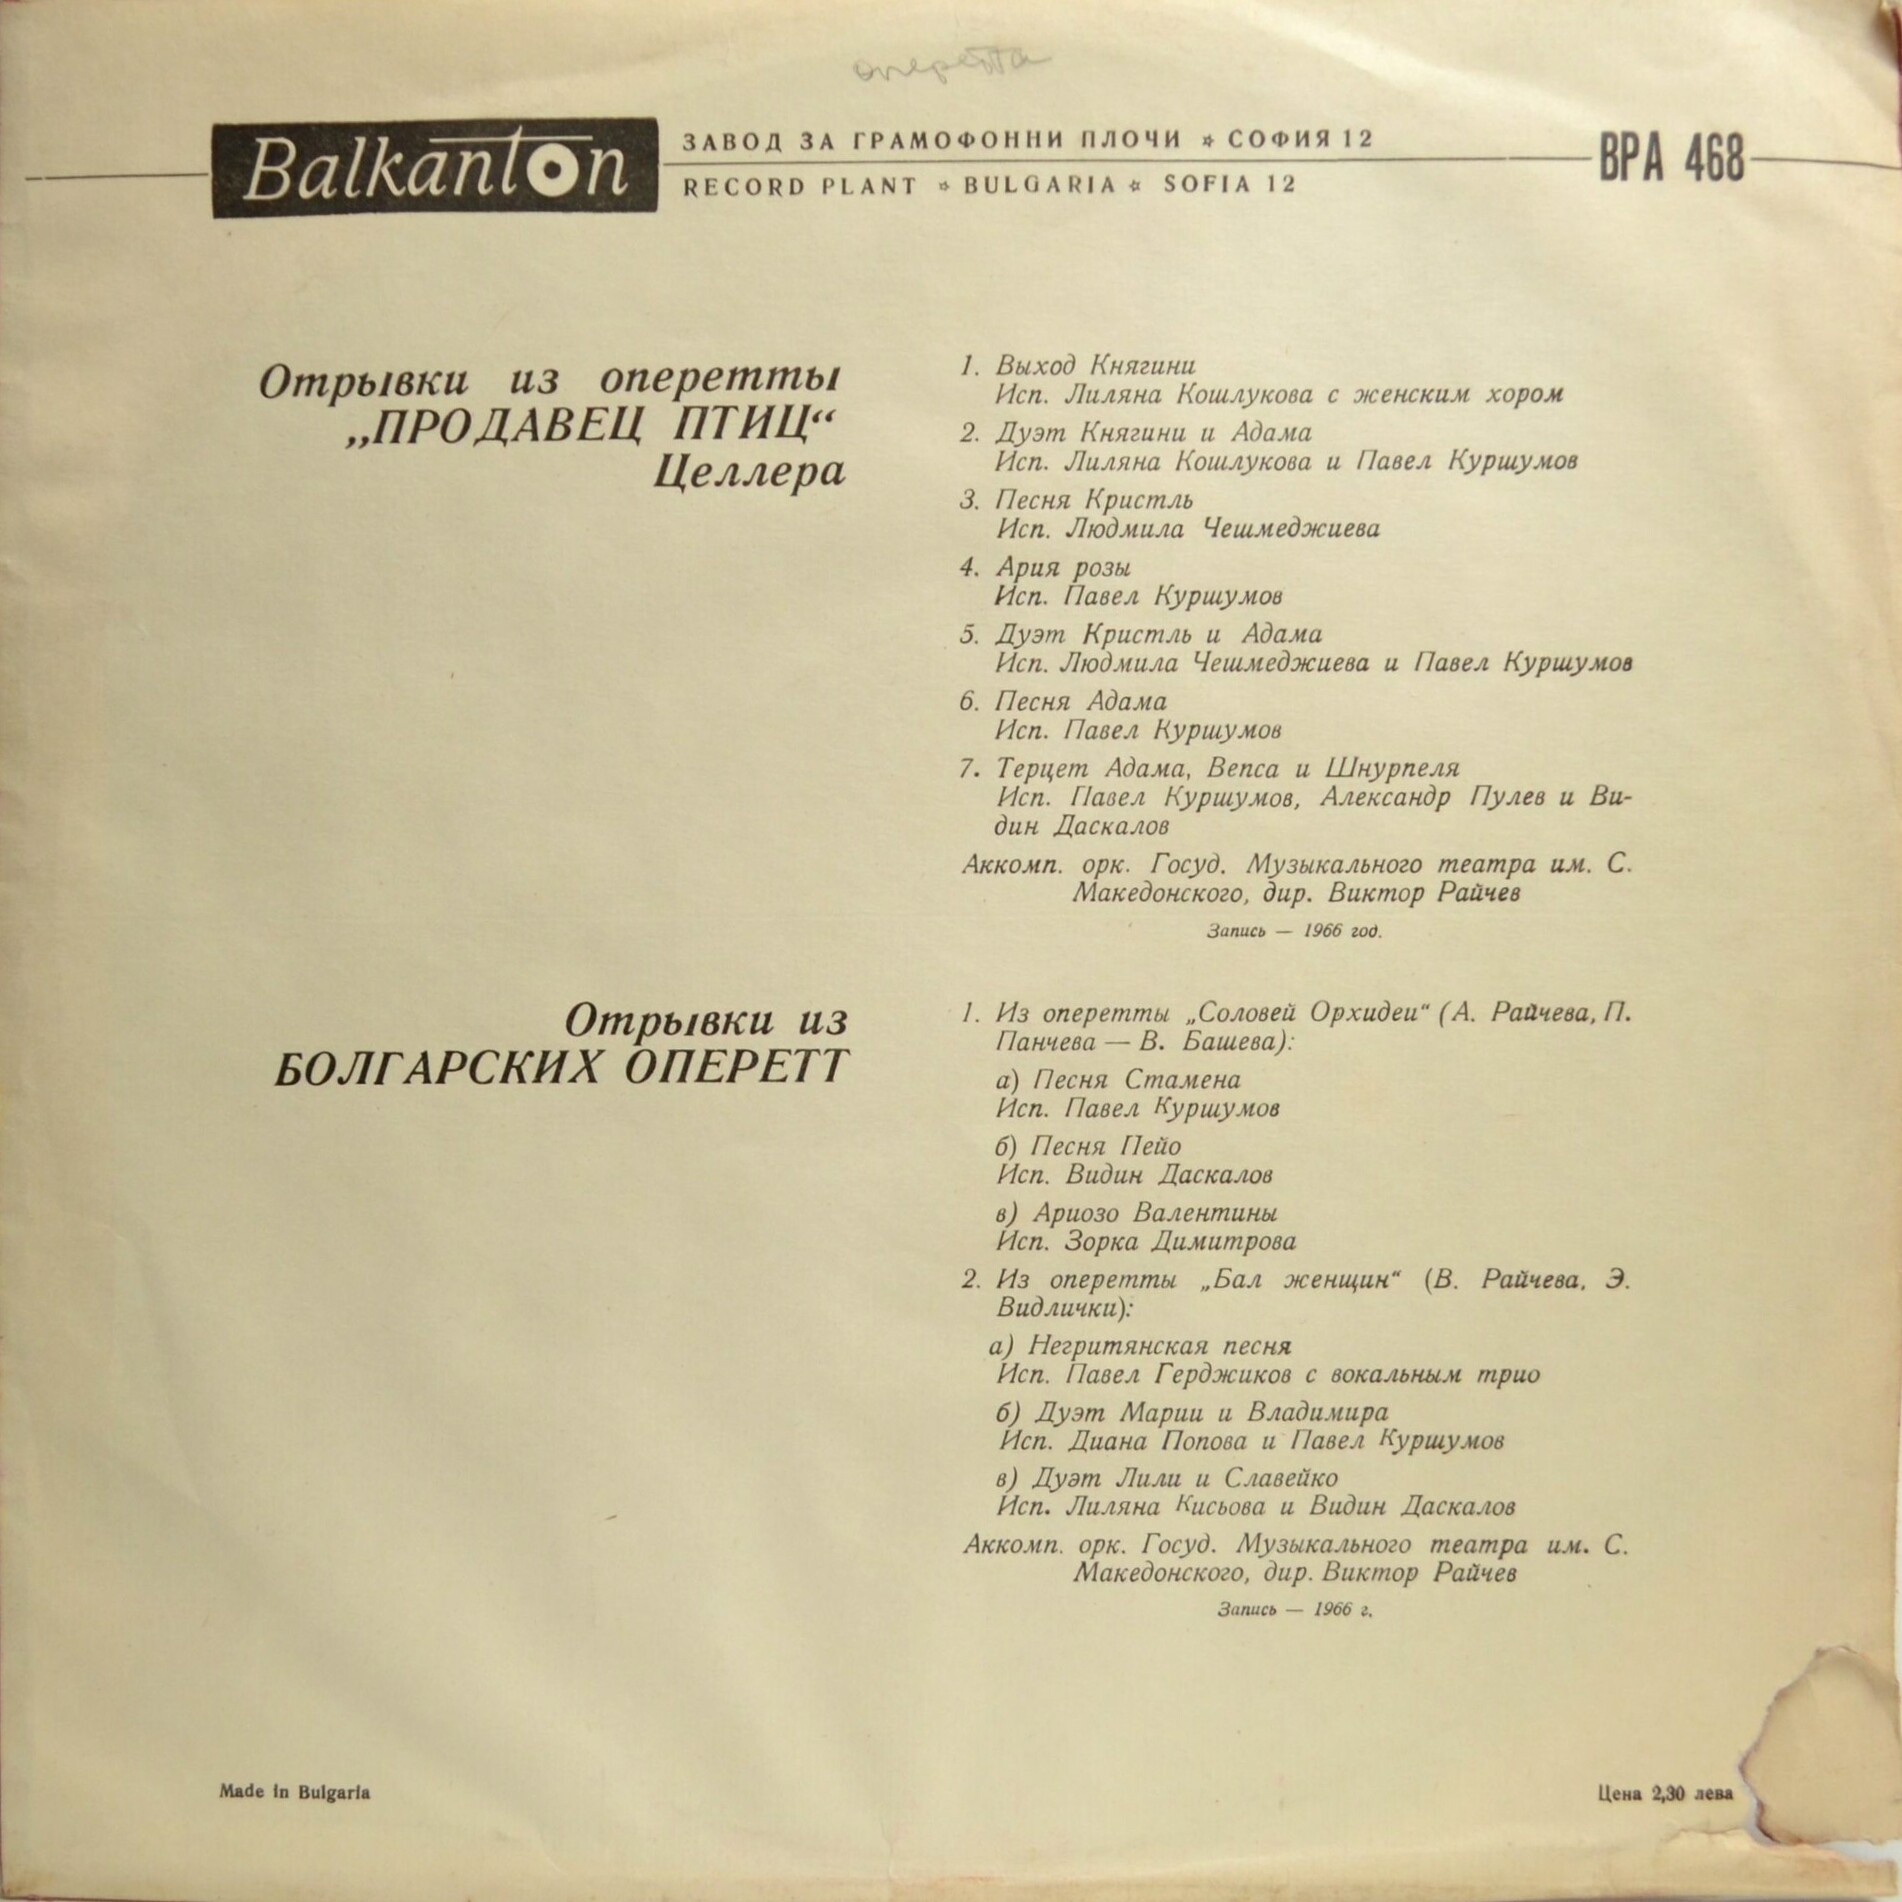 оперета
Balkanton
ЗАВОД ЗА ГРАМОФОННИ ПЛОЧИ * СОФИЯ 12
RECORD PLANT * BULGARIA * SOFIA 12
ВРА 468
Отрывки из оперетты
„ПРОДАВЕЦ ПТИЦ“
Целлера
1. Выход Княгини
Исп. Лиляна Кошлукова с женским хором
2. Дуэт Княгини и Адама
Исп. Лиляна Кошлукова и Павел Куршумов
3. Песня Кристль
Исп. Людмила Чешмеджиева
4. Ария розы
Исп. Павел Куршумов
5. Дуэт Кристль и Адама
Исп. Людмила Чешмеджиева и Павел Куршумов
6. Песня Адама
Исп. Павел Куршумов
7. Терцет Адама, Вепса и Шнурпеля
Исп. Павел Куршумов, Александр Пулев и Ви-
дин Даскалов
Аккомп. орк. Госуд. Музыкального театра им. С.
Македонского, дир. Виктор Райчев
Запись — 1966 год.
Отрывки из
БОЛГАРСКИХ ОПЕРЕТТ
1. Из оперетты „Соловей Орхидеи“ (А. Райчева, П.
Панчева — В. Башева):
а) Песня Стамена
Исп. Павел Куршумов
б) Песня Пейо
Исп. Видин Даскалов
в) Ариозо Валентины
Исп. Зорка Димитрова
2. Из оперетты „Бал женщин“ (В. Райчева, Э.
Видлички):
а) Негритянская песня
Исп. Павел Герджиков с вокальным трио
б) Дуэт Марии и Владимира
Исп. Диана Попова и Павел Куршумов
в) Дуэт Лили и Славейко
Исп. Лиляна Кисьова и Видин Даскалов
Аккомп. орк. Госуд. Музыкального театра им. С.
Македонского, дир. Виктор Райчев
Запись — 1966 г.
Made in Bulgaria
Цена 2,30 лева